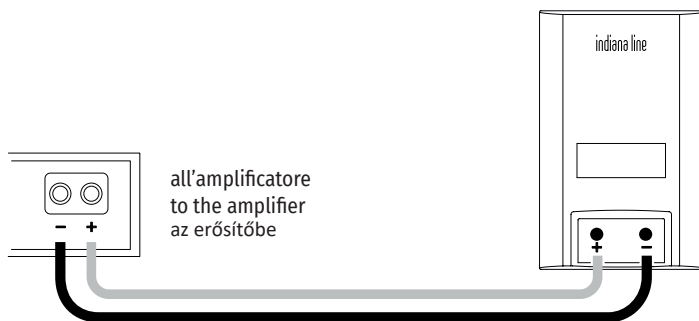 indiana line
all'amplificatore
to the amplifier
az erősítőbe
− +
+ −